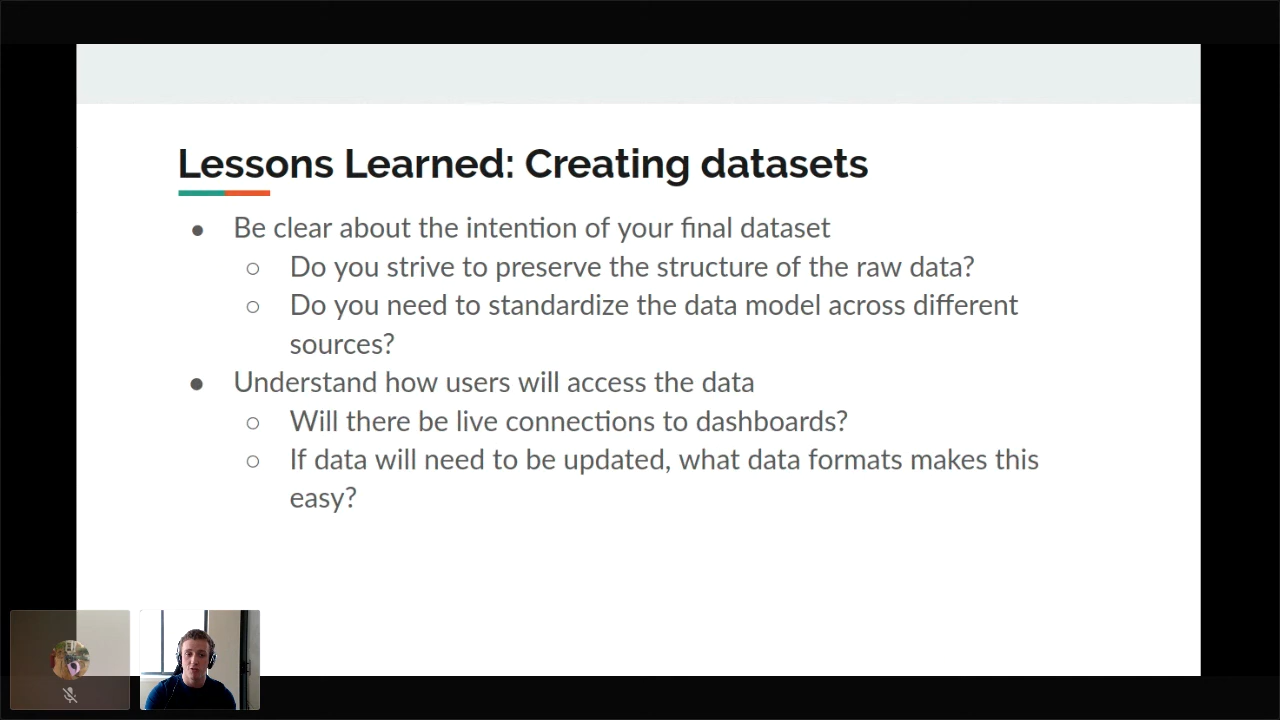 Lessons Learned: Creating datasets
● Be clear about the intention of your final dataset
○ Do you strive to preserve the structure of the raw data?
○ Do you need to standardize the data model across different
sources?
● Understand how users will access the data
○ Will there be live connections to dashboards?
○ If data will need to be updated, what data formats makes this
easy?